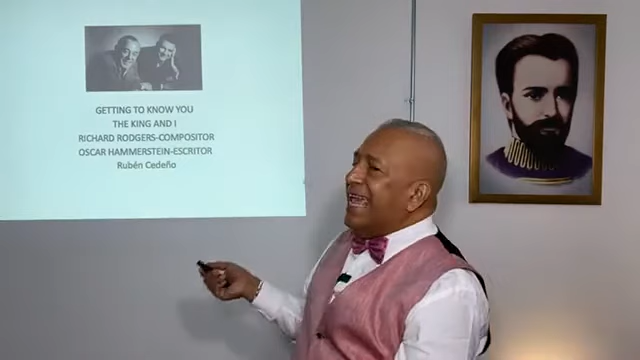 GETTING TO KNOW YOU
THE KING AND I
RICHARD RODGERS-COMPOSITOR
OSCAR HAMMERSTEIN-ESCRITOR
Rubén Cedeño